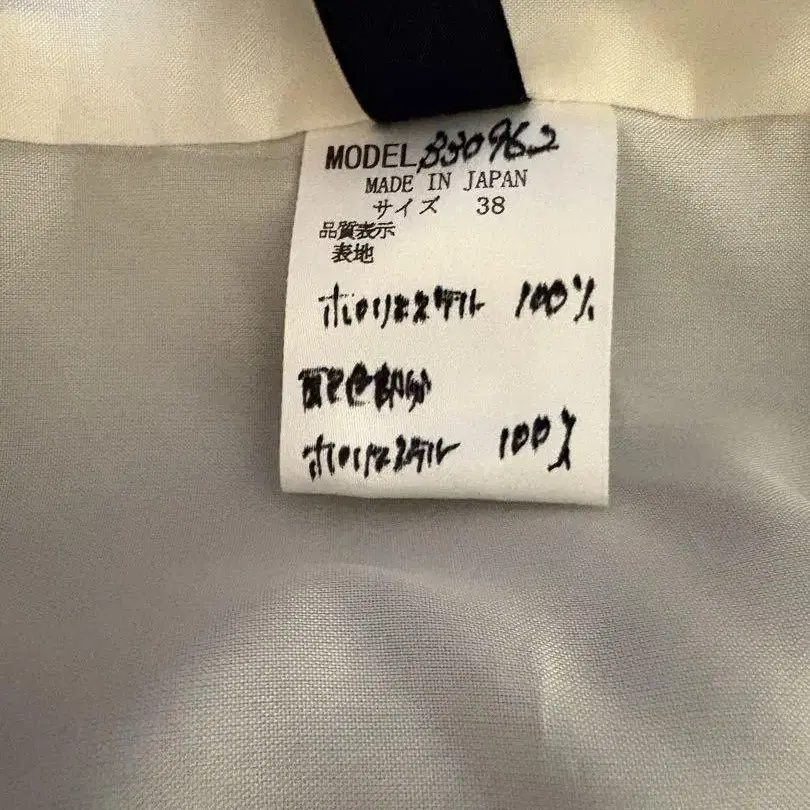 MODEL 330962
MADE IN JAPAN
サイズ 38
品質表示
表地
ポリエステル 100%
配色部分
ポリエステル 100%